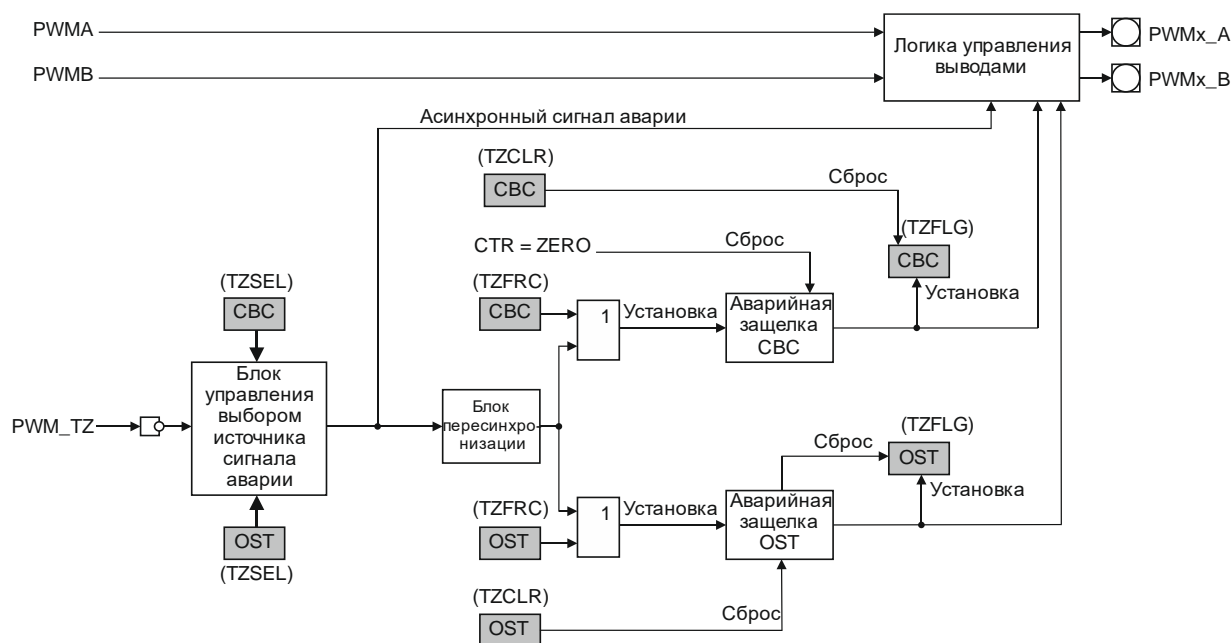 PWMA
PWMB
Логика управления
выводами
PWMx_A
PWMx_B
Асинхронный сигнал аварии
(TZCLR)
CBC
Сброс
(TZFLG)
CBC
Установка
CTR = ZERO
Сброс
(TZSEL)
CBC
(TZFRC)
CBC
1
Установка
Аварийная
защелка
CBC
PWM_TZ
Блок
управления
выбором
источника
сигнала
аварии
Блок
пересинхро-
низации
OST
(TZSEL)
(TZFRC)
OST
1
Установка
Аварийная
защелка
OST
Сброс
(TZFLG)
OST
Установка
(TZCLR)
OST
Сброс